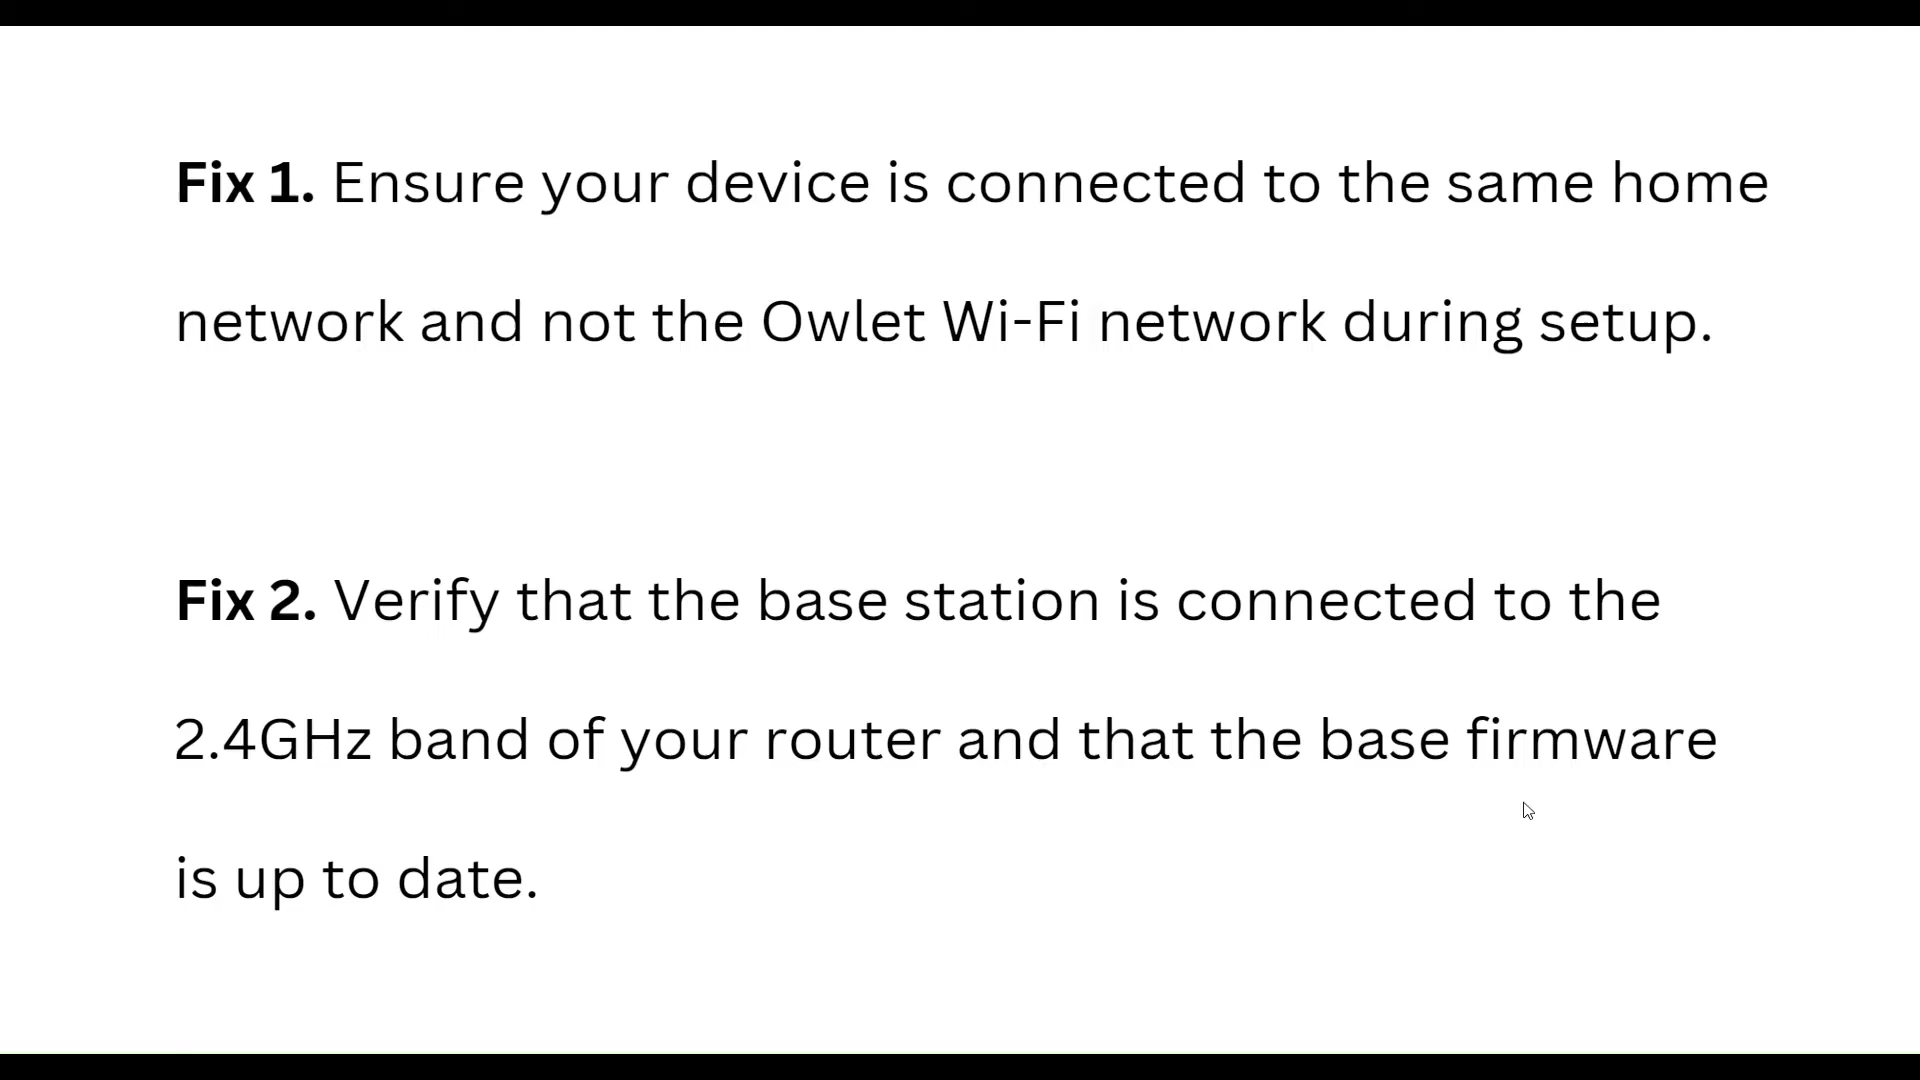 Fix 1. Ensure your device is connected to the same home
network and not the Owlet Wi-Fi network during setup.
Fix 2. Verify that the base station is connected to the
2.4GHz band of your router and that the base firmware
is up to date.